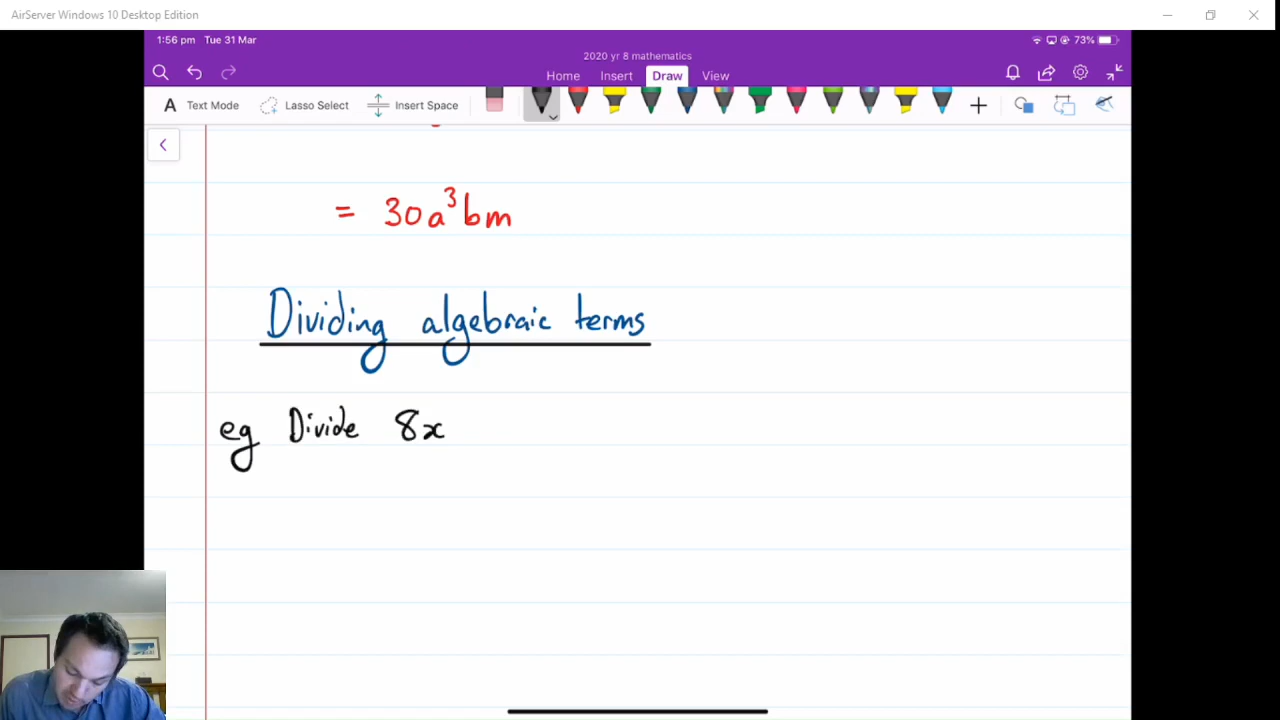 AirServer Windows 10 Desktop Edition
1:56 pm Tue 31 Mar
73%
2020 yr 8 mathematics
Home Insert Draw View
A Text Mode Lasso Select Insert Space
= 30a³bm
Dividing algebraic terms
eg Divide 8x